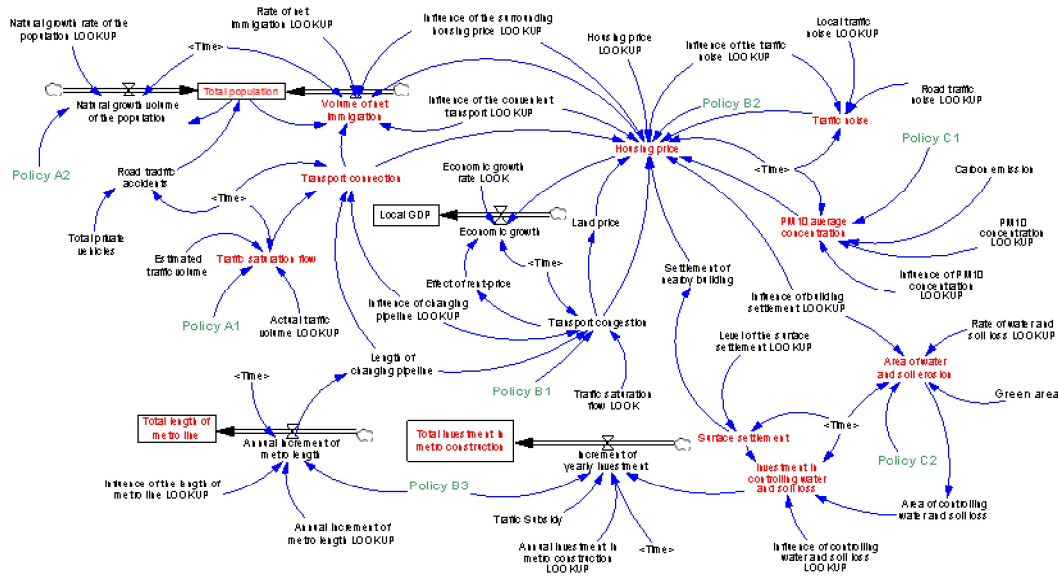 Natural growth rate of the
population LOOKUP
Rate of net
immigration LOOKUP
Influence of the surrounding
housing price LOOKUP
Housing price
LOOKUP
Influence of the traffic
noise LOOKUP
Local traffic
noise LOOKUP
<Time>
Natural growth volume
of the population
Total population
Volume of net
immigration
Influence of the convenient
transport LOOKUP
Policy B2
Traffic noise
Road traffic
noise LOOKUP
Policy C1
Housing price
Policy A2
Road tradific
accidents
Transport connection
Economic growth
rate LOOK
<Time>
Carbon emission
<Time>
Local GDP
Economic growth
Land price
PM10 average
concentration
PM10
concentration
LOOKUP
Total private
vehicles
Estimated
traffic volume
Traffic saturation flow
Effect of rent-price
<Time>
Settlement of
nearby building
Influence of PM10
concentration
LOOKUP
Policy A1
Actual traffic
volume LOOKUP
Influence of changing
pipeline LOOKUP
Transport congestion
Influence of building
settlement LOOKUP
Level of the surface
settlement LOOKUP
Rate of water and
soil loss LOOKUP
Length of
changing pipeline
Area of water
and soil erosion
<Time>
Policy B1
Traffic saturation
flow LOOK
Green area
Total length of
metro line
Annual increment of
metro length
Total investment in
metro construction
Increment of
yearly investment
Surface settlement
<Time>
Investment in
controlling water
and soil loss
Policy C2
Influence of the length of
metro line LOOKUP
Policy B3
Area of controlling
water and soil loss
Annual increment of
metro length LOOKUP
Traffic Subsidy
Annual investment in
metro construction
LOOKUP
<Time>
Influence of controlling
water and soil loss
LOOKUP